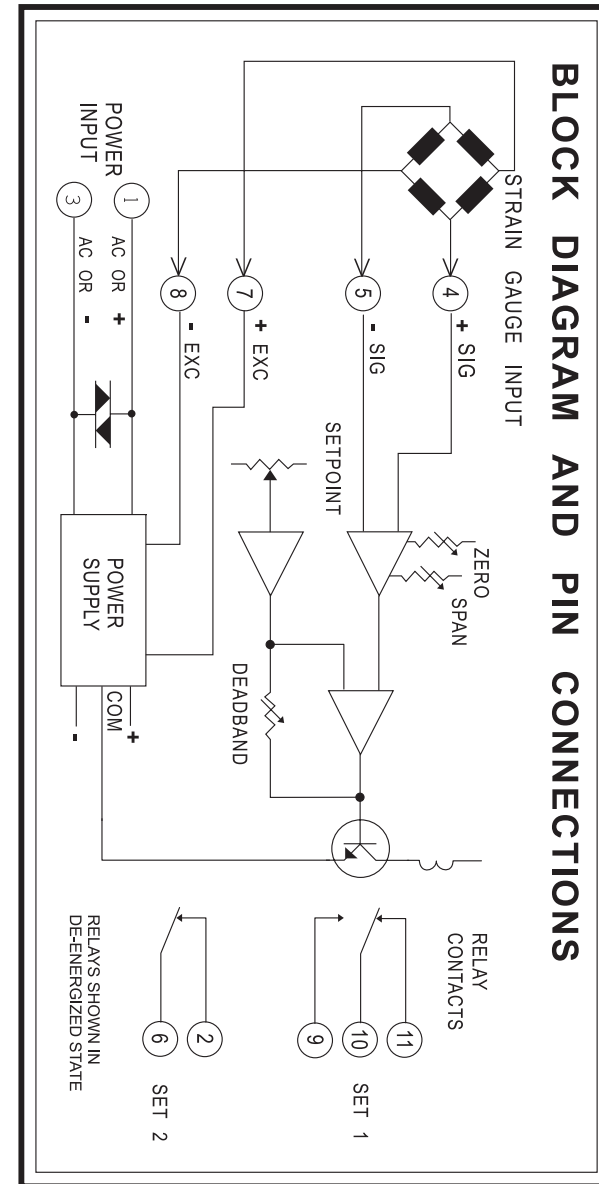 BLOCK DIAGRAM AND PIN CONNECTIONS
STRAIN GAUGE INPUT
4
+ SIG
5
- SIG
7
+ EXC
8
- EXC
POWER
INPUT
1
AC OR +
3
AC OR -
ZERO
SPAN
SETPOINT
DEADBAND
POWER
SUPPLY
+
COM
-
RELAY
CONTACTS
11
10
9
SET 1
2
6
SET 2
RELAYS SHOWN IN
DE-ENERGIZED STATE